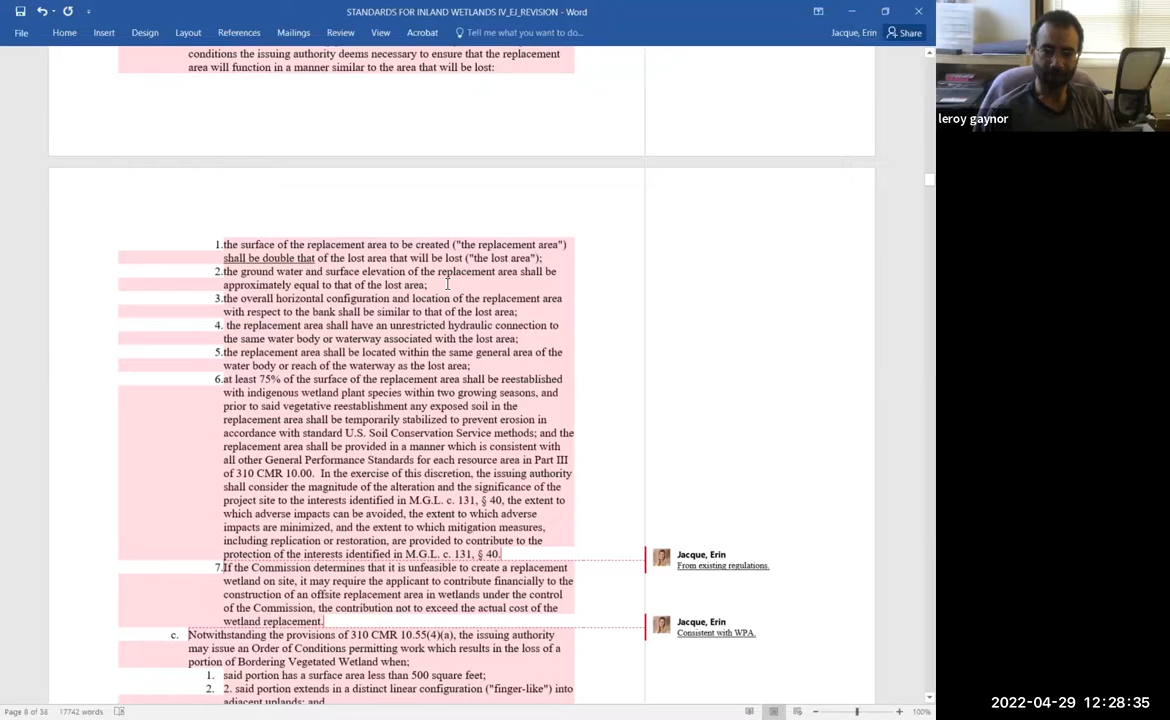 STANDARDS FOR INLAND WETLANDS IV_EJ_REVISION - Word
File Home Insert Design Layout References Mailings Review View Acrobat Tell me what you want to do... Jacque, Erin Share
conditions the issuing authority deems necessary to ensure that the replacement
area will function in a manner similar to the area that will be lost:
leroy gaynor
1.the surface of the replacement area to be created ("the replacement area")
shall be double that of the lost area that will be lost ("the lost area");
2.the ground water and surface elevation of the replacement area shall be
approximately equal to that of the lost area;
3.the overall horizontal configuration and location of the replacement area
with respect to the bank shall be similar to that of the lost area;
4. the replacement area shall have an unrestricted hydraulic connection to
the same water body or waterway associated with the lost area;
5.the replacement area shall be located within the same general area of the
water body or reach of the waterway as the lost area;
6.at least 75% of the surface of the replacement area shall be reestablished
with indigenous wetland plant species within two growing seasons, and
prior to said vegetative reestablishment any exposed soil in the
replacement area shall be temporarily stabilized to prevent erosion in
accordance with standard U.S. Soil Conservation Service methods; and the
replacement area shall be provided in a manner which is consistent with
all other General Performance Standards for each resource area in Part III
of 310 CMR 10.00. In the exercise of this discretion, the issuing authority
shall consider the magnitude of the alteration and the significance of the
project site to the interests identified in M.G.L. c. 131, § 40, the extent to
which adverse impacts can be avoided, the extent to which adverse
impacts are minimized, and the extent to which mitigation measures,
including replication or restoration, are provided to contribute to the
protection of the interests identified in M.G.L. c. 131, § 40.
Jacque, Erin
From existing regulations.
7.If the Commission determines that it is unfeasible to create a replacement
wetland on site, it may require the applicant to contribute financially to the
construction of an offsite replacement area in wetlands under the control
of the Commission, the contribution not to exceed the actual cost of the
wetland replacement.
Jacque, Erin
Consistent with WPA.
c. Notwithstanding the provisions of 310 CMR 10.55(4)(a), the issuing authority
may issue an Order of Conditions permitting work which results in the loss of a
portion of Bordering Vegetated Wetland when;
1. said portion has a surface area less than 500 square feet;
2. 2. said portion extends in a distinct linear configuration ("finger-like") into
adjacent uplands; and
Page 8 of 38 17742 words 100%
2022-04-29 12:28:35